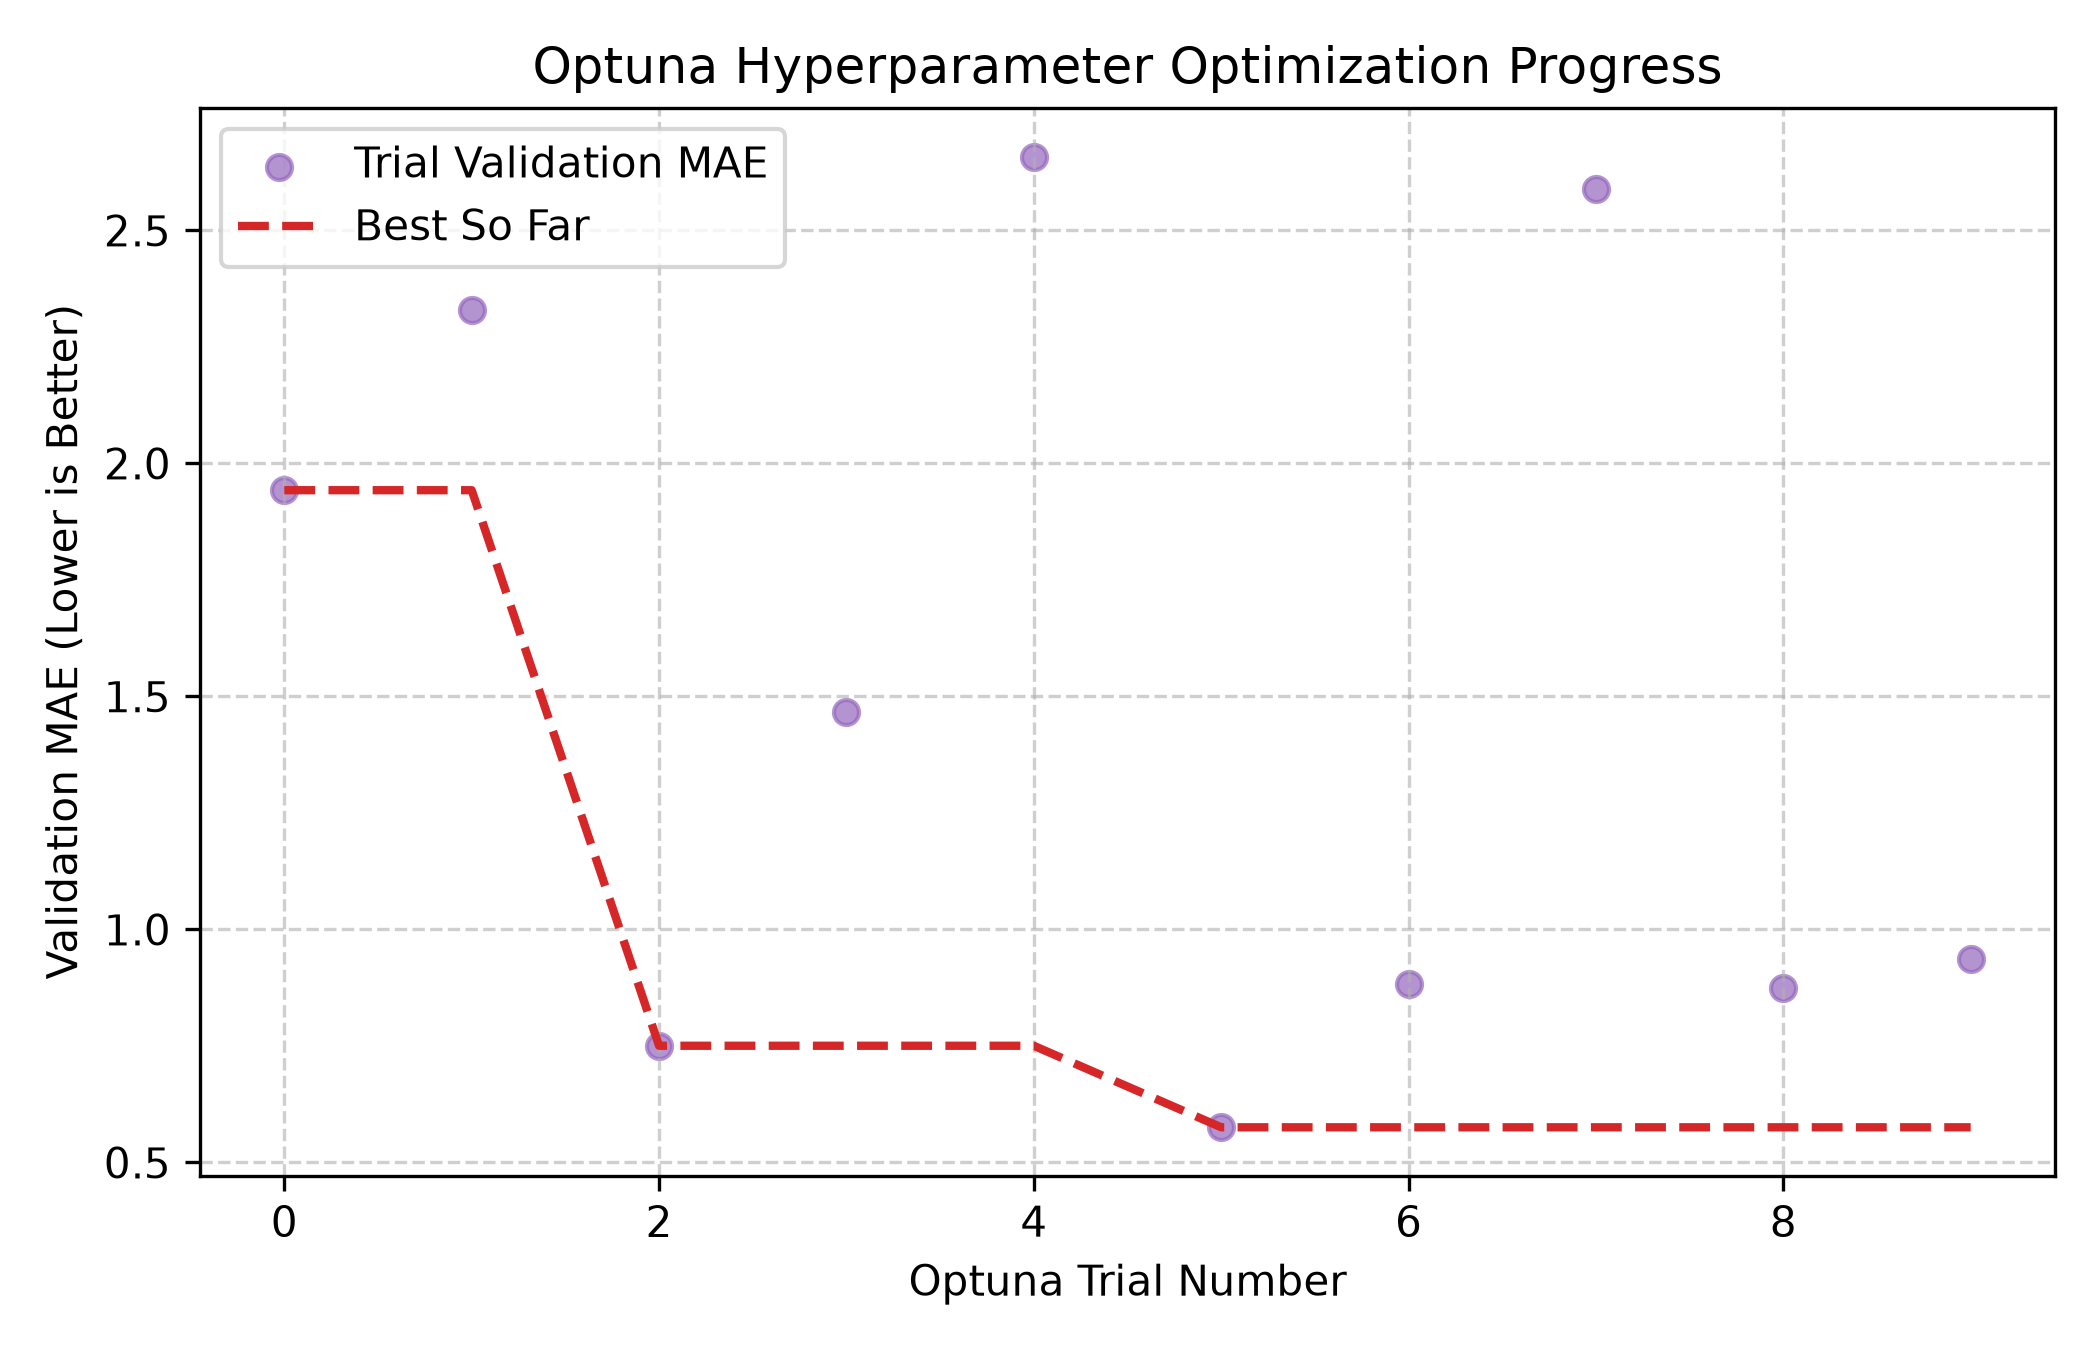 Optuna Hyperparameter Optimization Progress
Trial Validation MAE
Best So Far
Validation MAE (Lower is Better)
2.5
2.0
1.5
1.0
0.5
0 2 4 6 8
Optuna Trial Number